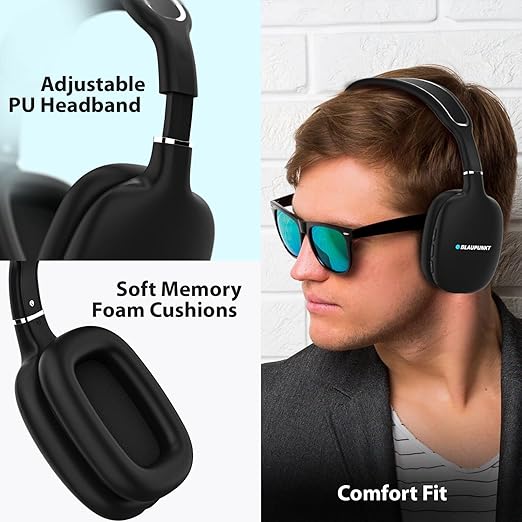 Adjustable
PU Headband
Soft Memory
Foam Cushions
BLAUPUNKT
Comfort Fit